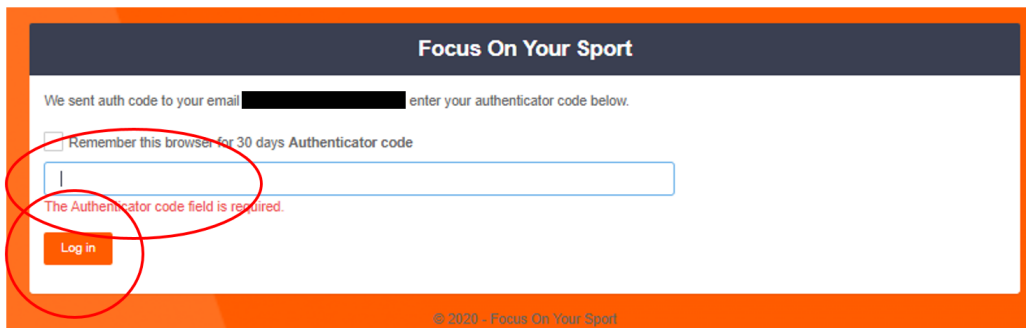 Focus On Your Sport
We sent auth code to your email enter your authenticator code below.
Remember this browser for 30 days Authenticator code
The Authenticator code field is required.
Log in
© 2020 - Focus On Your Sport